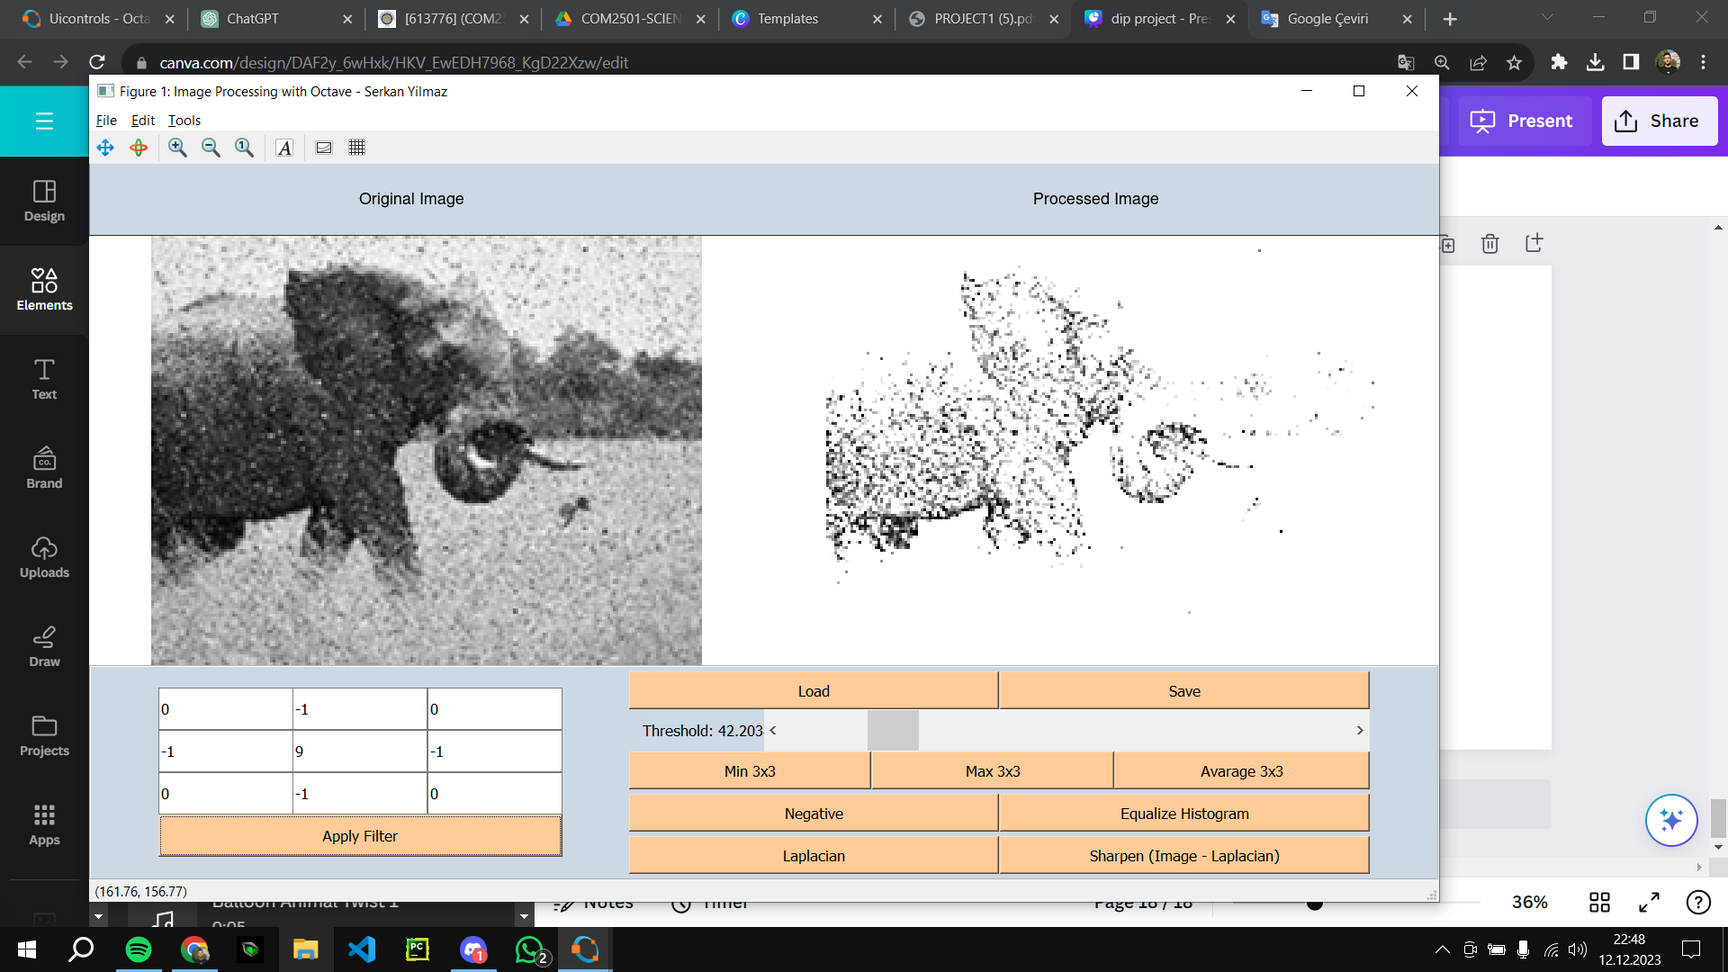 Uicontrols - Octa
ChatGPT
[613776] (COM25
COM2501-SCIEN
Templates
PROJECT1 (5).pd
dip project - Pres
Google Çeviri
canva.com/design/DAF2y_6wHxk/HKV_EwEDH7968_KgD22Xzw/edit
Figure 1: Image Processing with Octave - Serkan Yilmaz
File Edit Tools
Present
Share
Original Image
Processed Image
Design
Elements
Text
Brand
Uploads
Draw
Projects
Apps
0 -1 0
-1 9 -1
0 -1 0
Apply Filter
Load
Save
Threshold: 42.203
Min 3x3
Max 3x3
Avarage 3x3
Negative
Equalize Histogram
Laplacian
Sharpen (Image - Laplacian)
(161.76, 156.77)
Balloon Animal Twist 1
0:05
Notes
Timer
Page 18 / 18
36%
22:48
12.12.2023